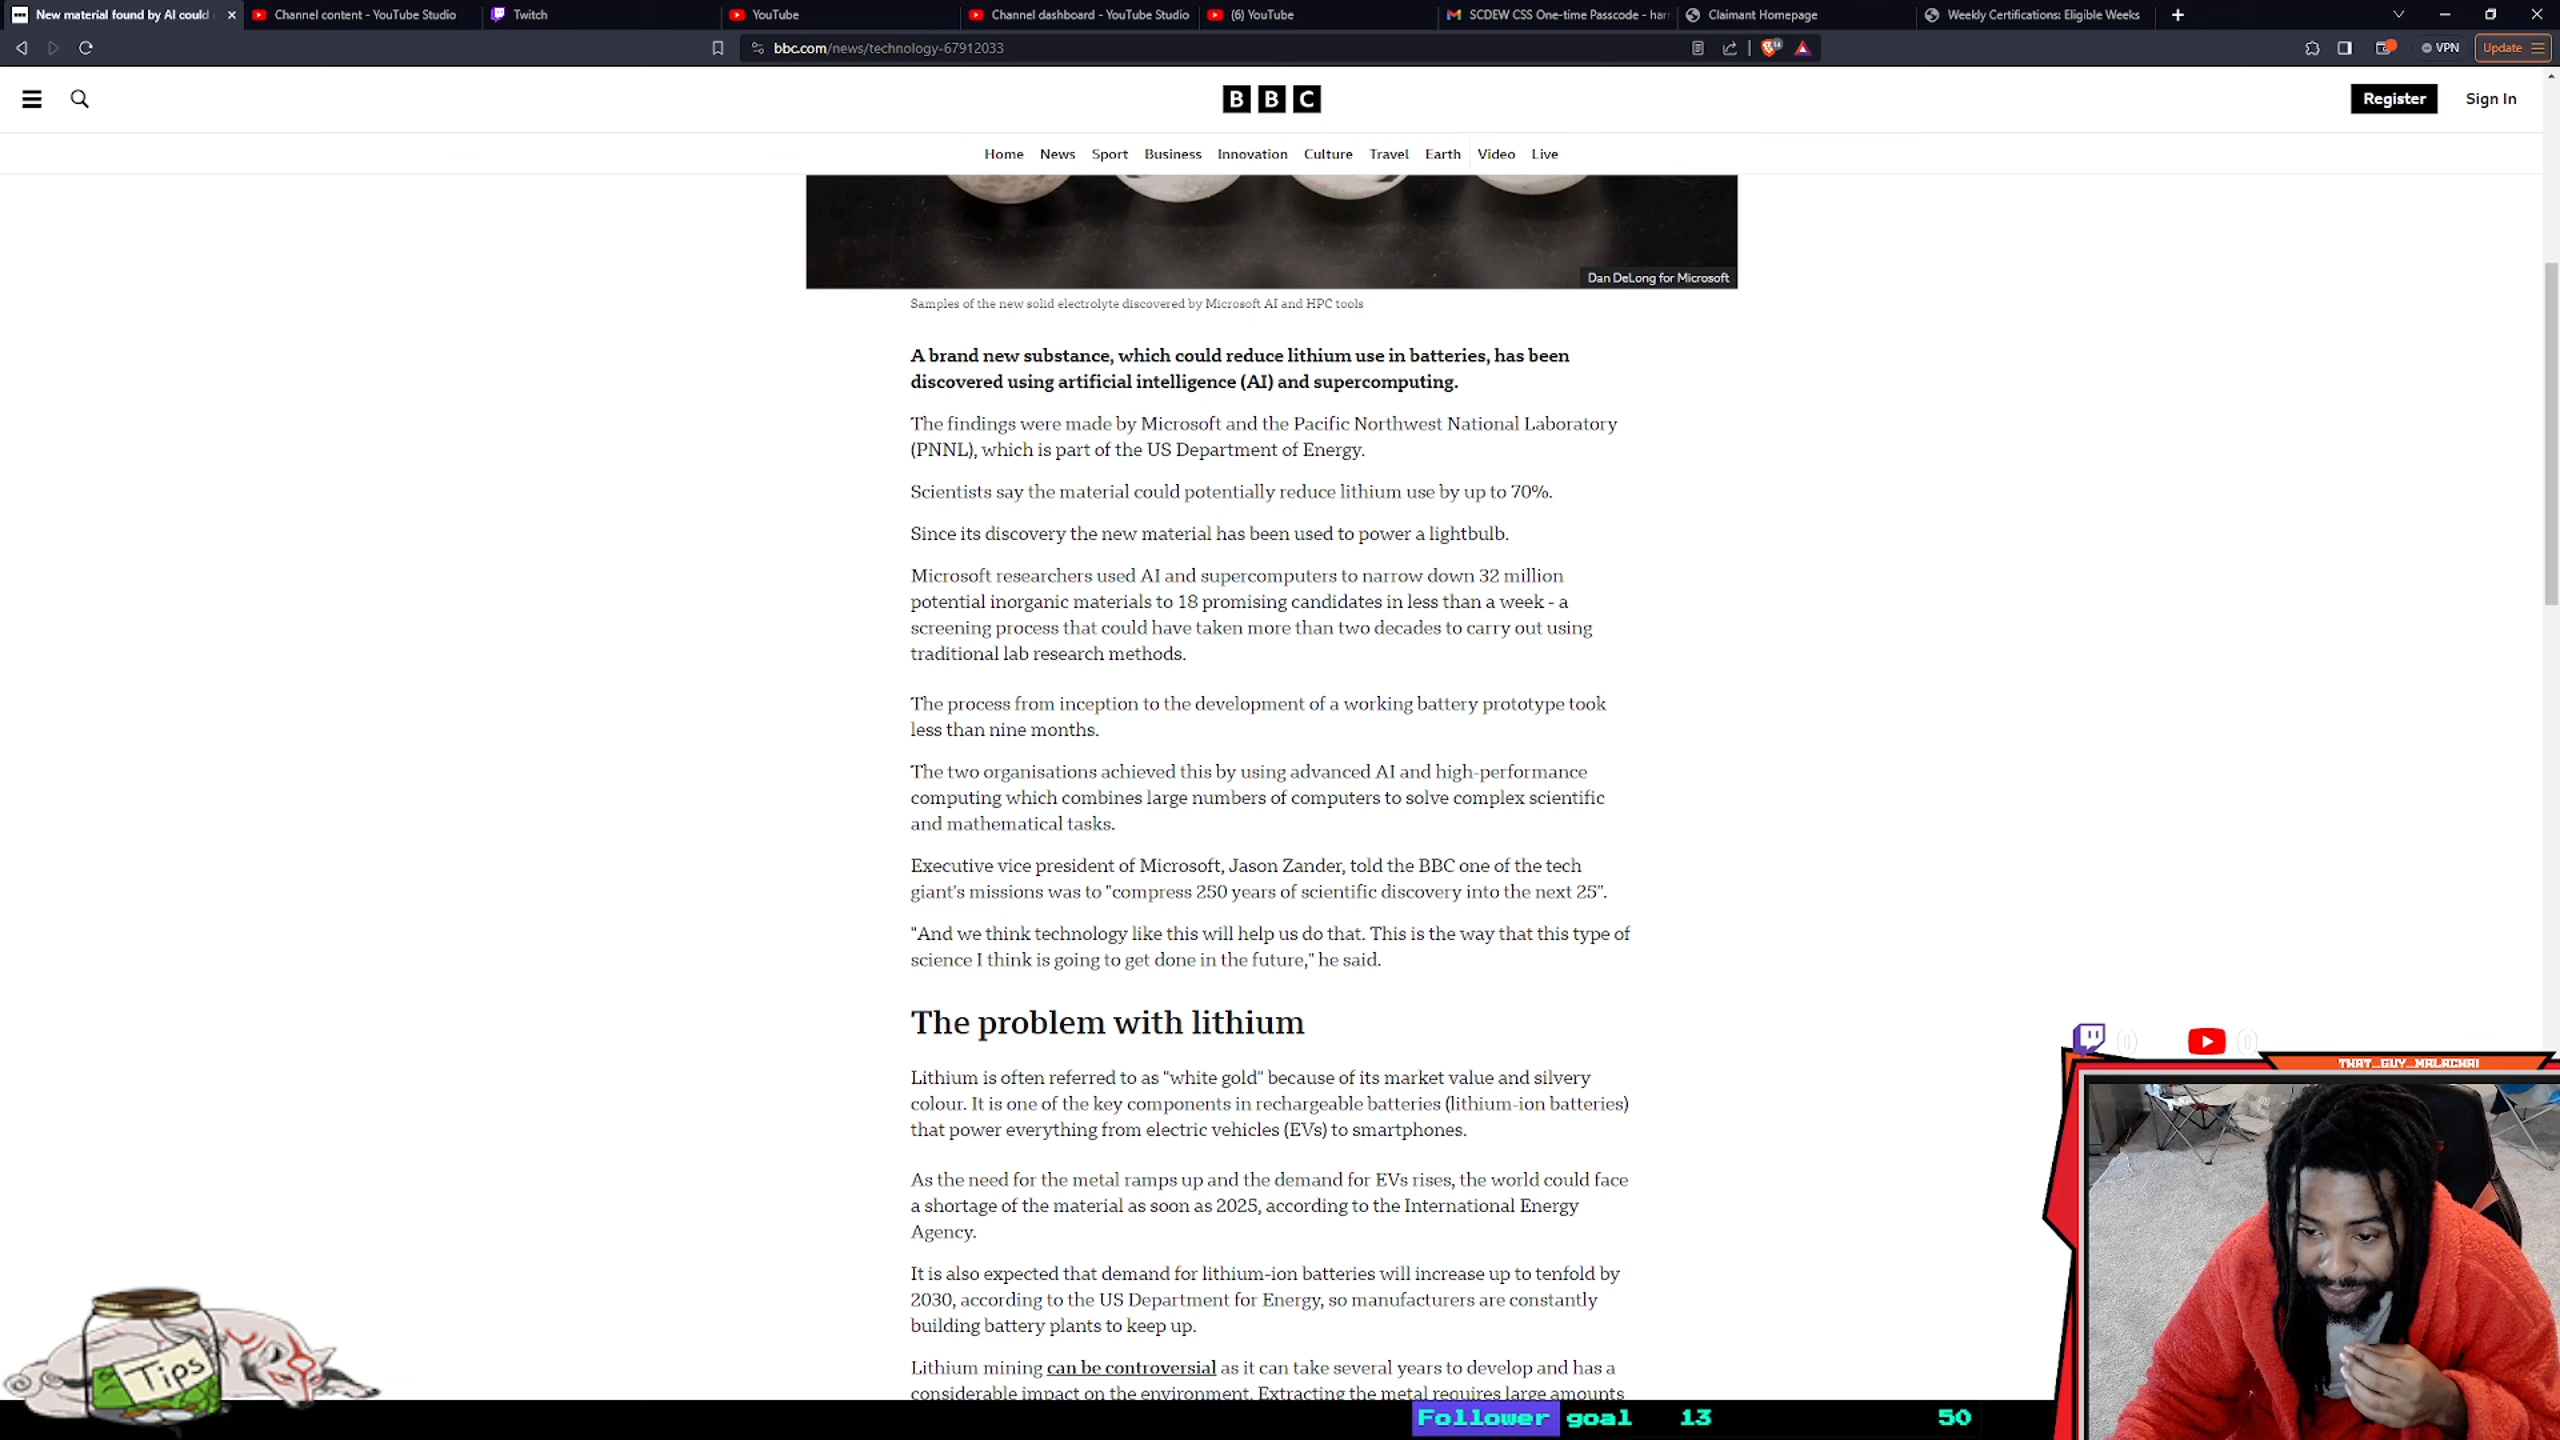 New material found by AI could
Channel content - YouTube Studio
Twitch
YouTube
Channel dashboard - YouTube Studio
(6) YouTube
SCDEW CSS One-time Passcode - har
Claimant Homepage
Weekly Certifications: Eligible Weeks
bbc.com/news/technology-67912033
VPN
Update
BBC
Register
Sign In
Home News Sport Business Innovation Culture Travel Earth Video Live
Dan DeLong for Microsoft
Samples of the new solid electrolyte discovered by Microsoft AI and HPC tools
A brand new substance, which could reduce lithium use in batteries, has been
discovered using artificial intelligence (AI) and supercomputing.
The findings were made by Microsoft and the Pacific Northwest National Laboratory
(PNNL), which is part of the US Department of Energy.
Scientists say the material could potentially reduce lithium use by up to 70%.
Since its discovery the new material has been used to power a lightbulb.
Microsoft researchers used AI and supercomputers to narrow down 32 million
potential inorganic materials to 18 promising candidates in less than a week - a
screening process that could have taken more than two decades to carry out using
traditional lab research methods.
The process from inception to the development of a working battery prototype took
less than nine months.
The two organisations achieved this by using advanced AI and high-performance
computing which combines large numbers of computers to solve complex scientific
and mathematical tasks.
Executive vice president of Microsoft, Jason Zander, told the BBC one of the tech
giant's missions was to "compress 250 years of scientific discovery into the next 25".
"And we think technology like this will help us do that. This is the way that this type of
science I think is going to get done in the future," he said.
The problem with lithium
Lithium is often referred to as "white gold" because of its market value and silvery
colour. It is one of the key components in rechargeable batteries (lithium-ion batteries)
that power everything from electric vehicles (EVs) to smartphones.
As the need for the metal ramps up and the demand for EVs rises, the world could face
a shortage of the material as soon as 2025, according to the International Energy
Agency.
It is also expected that demand for lithium-ion batteries will increase up to tenfold by
2030, according to the US Department for Energy, so manufacturers are constantly
building battery plants to keep up.
Lithium mining can be controversial as it can take several years to develop and has a
considerable impact on the environment. Extracting the metal requires large amounts
0 0
THAT_GUY_MALACHAI
Tips
Follower goal 13 50